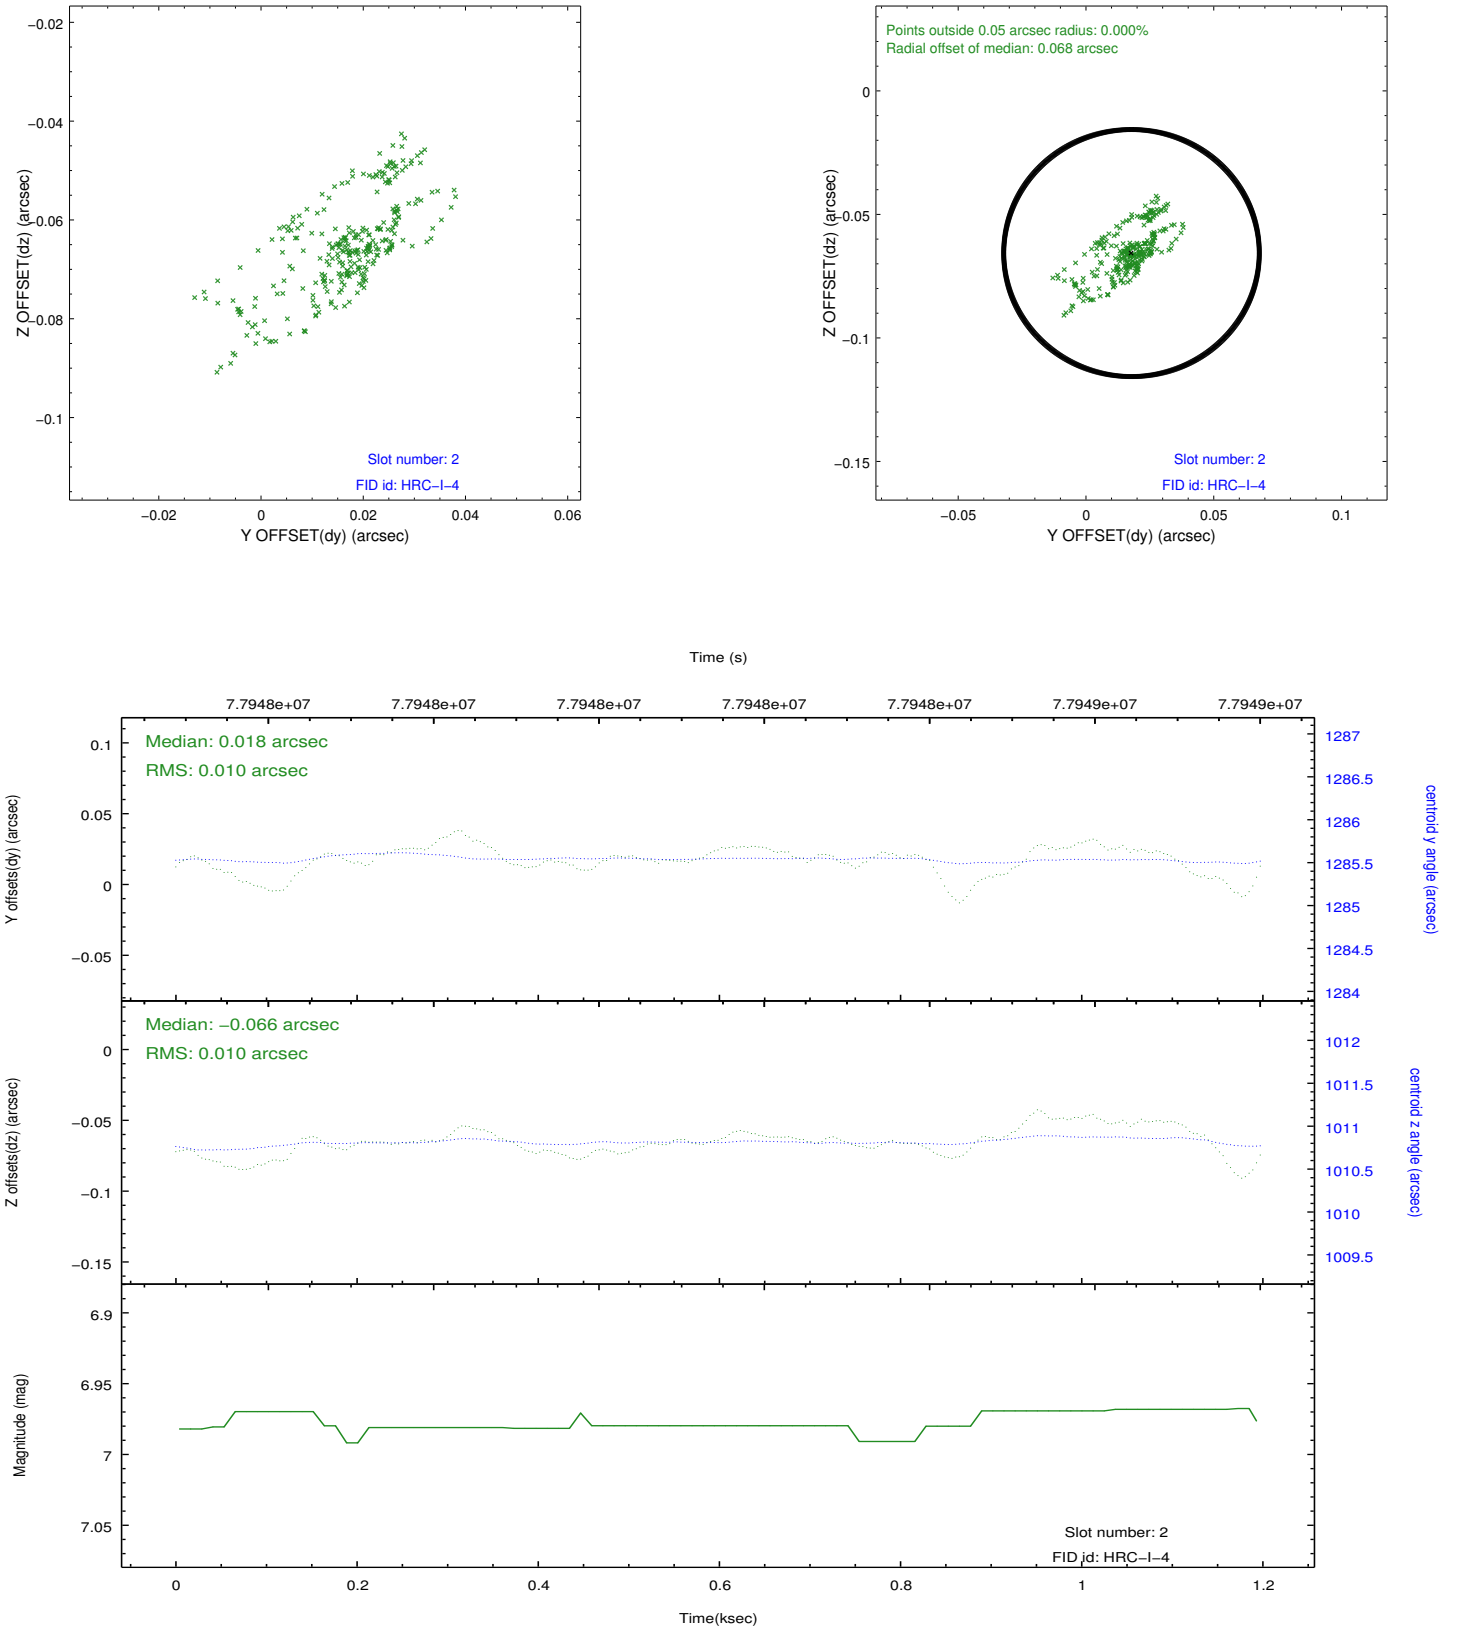 −0.02
−0.04
−0.06
−0.08
−0.1
Z OFFSET(dz) (arcsec)
Slot number: 2
FID id: HRC−I−4
−0.02 0 0.02 0.04 0.06
Y OFFSET(dy) (arcsec)
Points outside 0.05 arcsec radius: 0.000%
Radial offset of median: 0.068 arcsec
0
−0.05
−0.1
−0.15
Z OFFSET(dz) (arcsec)
Slot number: 2
FID id: HRC−I−4
−0.05 0 0.05 0.1
Y OFFSET(dy) (arcsec)
Time (s)
7.7948e+07 7.7948e+07 7.7948e+07 7.7948e+07 7.7948e+07 7.7949e+07 7.7949e+07
Median: 0.018 arcsec
RMS: 0.010 arcsec
0.1
0.05
0
−0.05
Y offsets(dy) (arcsec)
1287
1286.5
1286
1285.5
1285
1284.5
1284
centroid y angle (arcsec)
Median: −0.066 arcsec
RMS: 0.010 arcsec
0
−0.05
−0.1
−0.15
Z offsets(dz) (arcsec)
1012
1011.5
1011
1010.5
1010
1009.5
centroid z angle (arcsec)
6.9
6.95
7
7.05
Magnitude (mag)
Slot number: 2
FID id: HRC−I−4
0 0.2 0.4 0.6 0.8 1 1.2
Time(ksec)